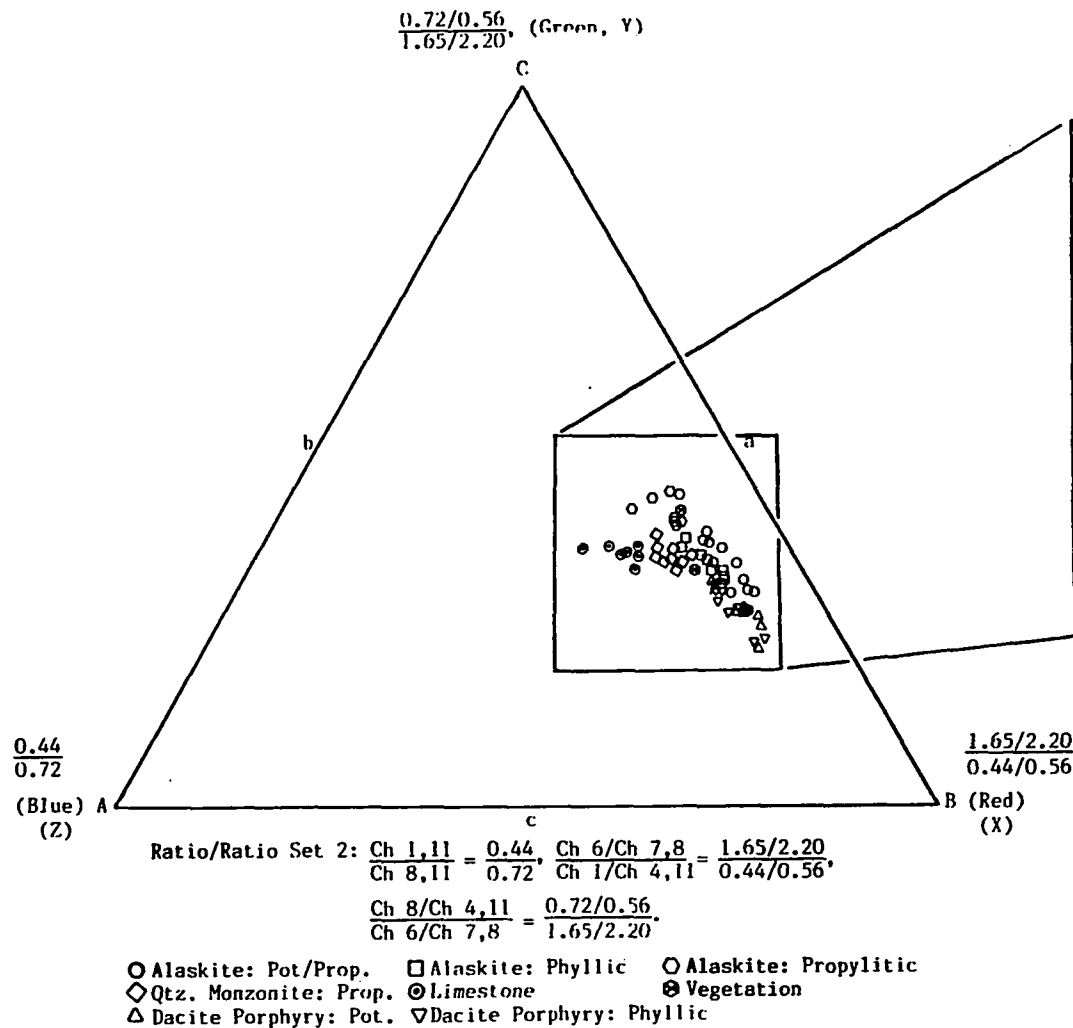 0.72/0.56
1.65/2.20, (Green, Y)
C
b
a
0.44
0.72
1.65/2.20
0.44/0.56
(Blue) A
B (Red)
(Z)
c
(X)
Ratio/Ratio Set 2: Ch 1,11 / Ch 8,11 = 0.44 / 0.72, Ch 6/Ch 7,8 / Ch 1/Ch 4,11 = 1.65/2.20 / 0.44/0.56,
Ch 8/Ch 4,11 / Ch 6/Ch 7,8 = 0.72/0.56 / 1.65/2.20.
Alaskite: Pot/Prop. Alaskite: Phyllic Alaskite: Propylitic
Qtz. Monzonite: Prop. Limestone Vegetation
Dacite Porphyry: Pot. Dacite Porphyry: Phyllic